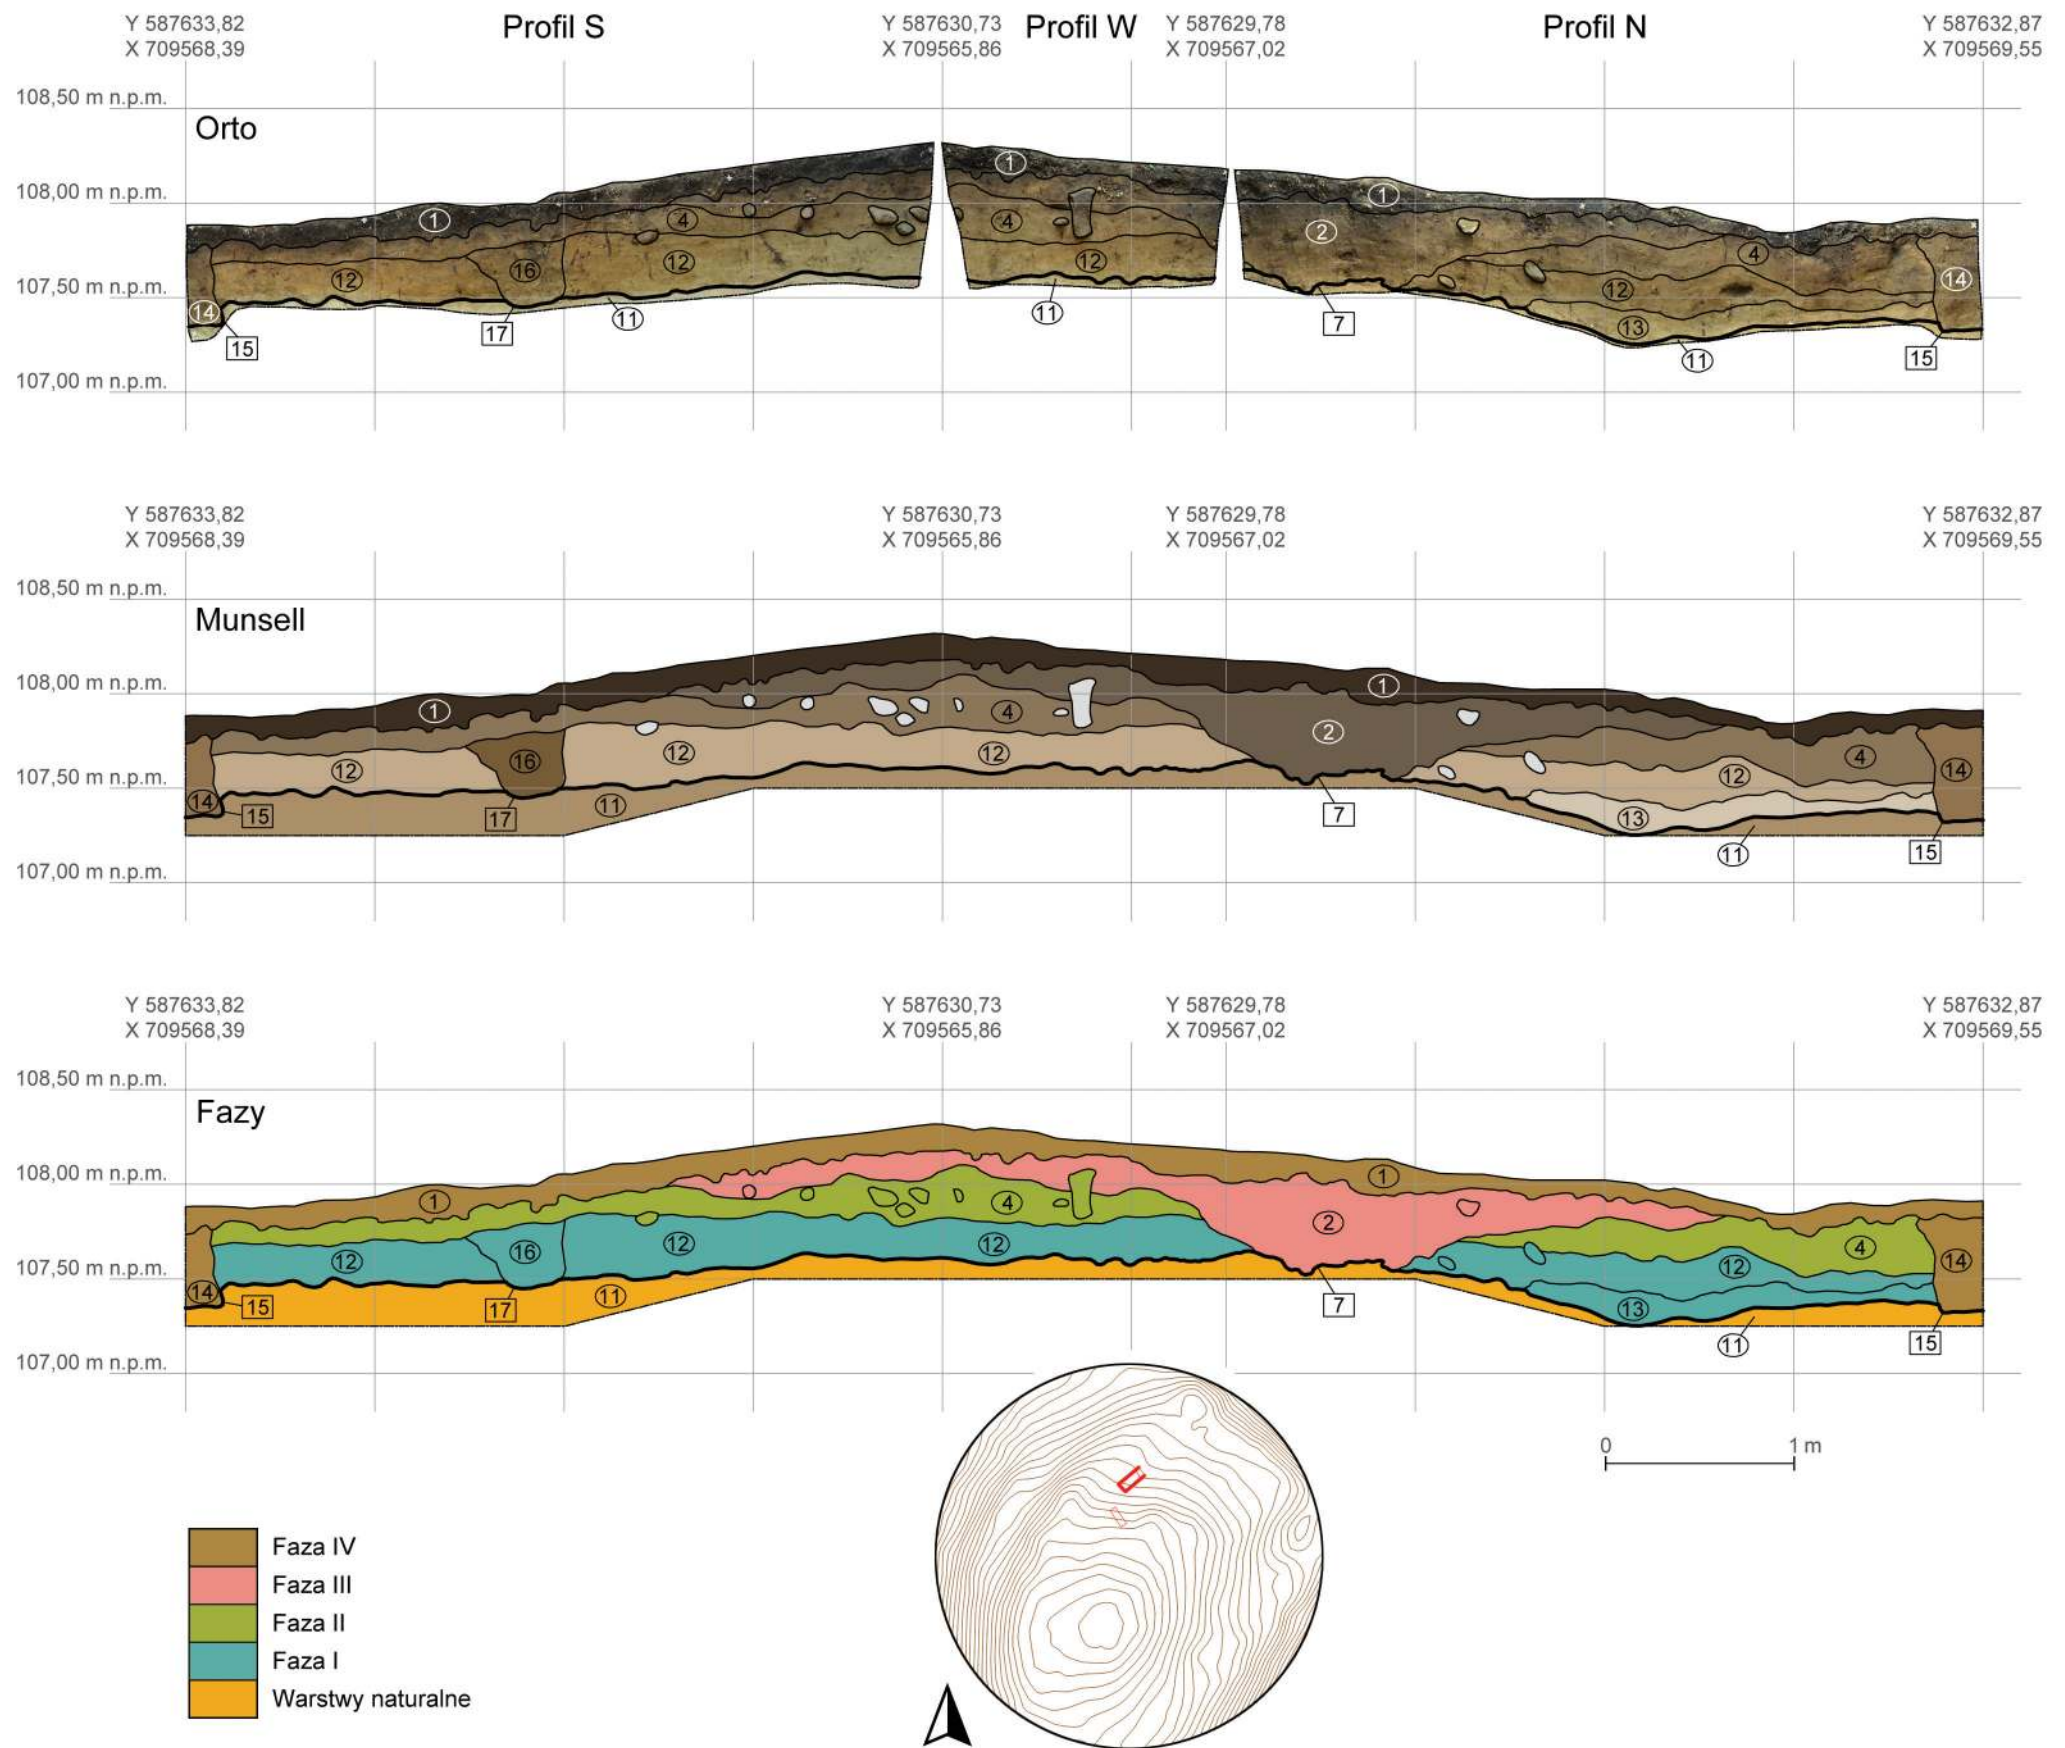 Y 587633,82
X 709568,39
Profil S
Y 587630,73
X 709565,86
Profil W
Y 587629,78
X 709567,02
Profil N
Y 587632,87
X 709569,55
108,50 m n.p.m.
Orto
108,00 m n.p.m.
107,50 m n.p.m.
107,00 m n.p.m.
1
4
12
16
12
14
15
17
11
1
4
12
11
1
2
7
4
12
13
11
14
15
Y 587633,82
X 709568,39
Y 587630,73
X 709565,86
Y 587629,78
X 709567,02
Y 587632,87
X 709569,55
108,50 m n.p.m.
Munsell
108,00 m n.p.m.
107,50 m n.p.m.
107,00 m n.p.m.
1
12
16
12
14
15
17
11
4
12
1
2
7
12
4
14
13
11
15
Y 587633,82
X 709568,39
Y 587630,73
X 709565,86
Y 587629,78
X 709567,02
Y 587632,87
X 709569,55
108,50 m n.p.m.
Fazy
108,00 m n.p.m.
107,50 m n.p.m.
107,00 m n.p.m.
1
12
16
12
14
15
17
11
4
12
1
2
7
12
4
14
13
11
15
0 1 m
Faza IV
Faza III
Faza II
Faza I
Warstwy naturalne